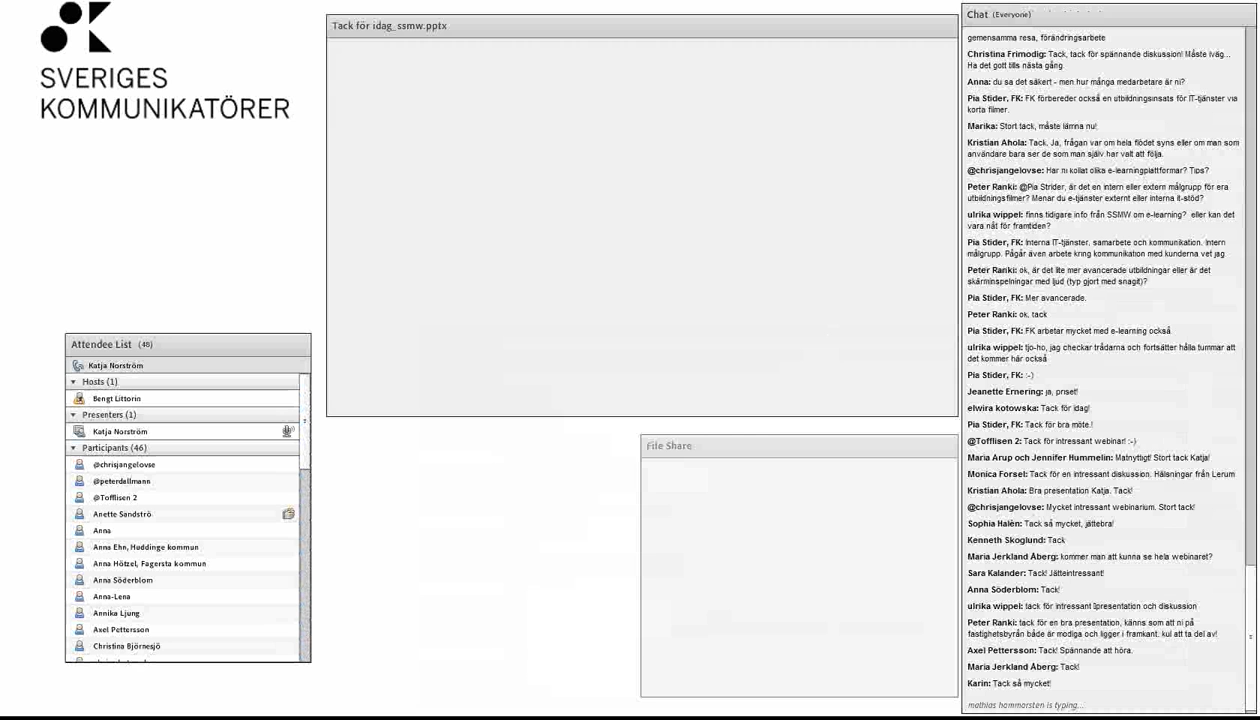 SVERIGES
KOMMUNIKATÖRER
Tack för idag_ssmw.pptx
Attendee List (48)
Katja Norström
Hosts (1)
Bengt Littorin
Presenters (1)
Katja Norström
Participants (46)
@chrisjangelovse
@peterdallmann
@Tofflisen 2
Anette Sandströ
Anna
Anna Ehn, Huddinge kommun
Anna Hötzel, Fagersta kommun
Anna Söderblom
Anna-Lena
Annika Ljung
Axel Pettersson
Christina Björnesjö
File Share
Chat (Everyone)
gemensamma resa, förändringsarbete
Christina Frimodig: Tack, tack för spännande diskussion! Måste iväg...
Ha det gott tills nästa gång
Anna: du sa det säkert - men hur många medarbetare är ni?
Pia Stider, FK: FK förbereder också en utbildningsinsats för IT-tjänster via
korta filmer.
Marika: Stort tack, måste lämna nu!
Kristian Ahola: Tack, Ja, frågan var om hela flödet syns eller om man som
användare bara ser de som man själv har valt att följa.
@chrisjangelovse: Har ni kollat olika e-learningplattformar? Tips?
Peter Ranki: @Pia Strider, är det en intern eller extern målgrupp för era
utbildningsfilmer? Menar du e-tjänster externt eller interna it-stöd?
ulrika wippel: finns tidigare info från SSMW om e-learning? eller kan det
vara nåt för framtiden?
Pia Stider, FK: Interna IT-tjänster, samarbete och kommunikation. Intern
målgrupp. Pågår även arbete kring kommunikation med kunderna vet jag
Peter Ranki: ok, är det lite mer avancerade utbildningar eller är det
skärminspelningar med ljud (typ gjort med snagit)?
Pia Stider, FK: Mer avancerade.
Peter Ranki: ok, tack
Pia Stider, FK: FK arbetar mycket med e-learning också
ulrika wippel: tjo-ho, jag checkar trådarna och fortsätter hålla tummar att
det kommer här också
Pia Stider, FK: :-)
Jeanette Ernering: ja, priset!
elwira kotowska: Tack för idag!
Pia Stider, FK: Tack för bra möte.!
@Tofflisen 2: Tack för intressant webinar! :-)
Maria Arup och Jennifer Hummelin: Matnyttigt! Stort tack Katja!
Monica Forsel: Tack för en intressant diskussion. Hälsningar från Lerum
Kristian Ahola: Bra presentation Katja. Tack!
@chrisjangelovse: Mycket intressant webinarium. Stort tack!
Sophia Halén: Tack så mycket, jättebra!
Kenneth Skoglund: Tack
Maria Jerkland Åberg: kommer man att kunna se hela webinaret?
Sara Kalander: Tack! Jätteintressant!
Anna Söderblom: Tack!
ulrika wippel: tack för intressant presentation och diskussion
Peter Ranki: tack för en bra presentation, känns som att ni på
fastighetsbyrån både är modiga och ligger i framkant. kul att ta del av!
Axel Pettersson: Tack! Spännande att höra.
Maria Jerkland Åberg: Tack!
Karin: Tack så mycket!
mathias hammarsten is typing...